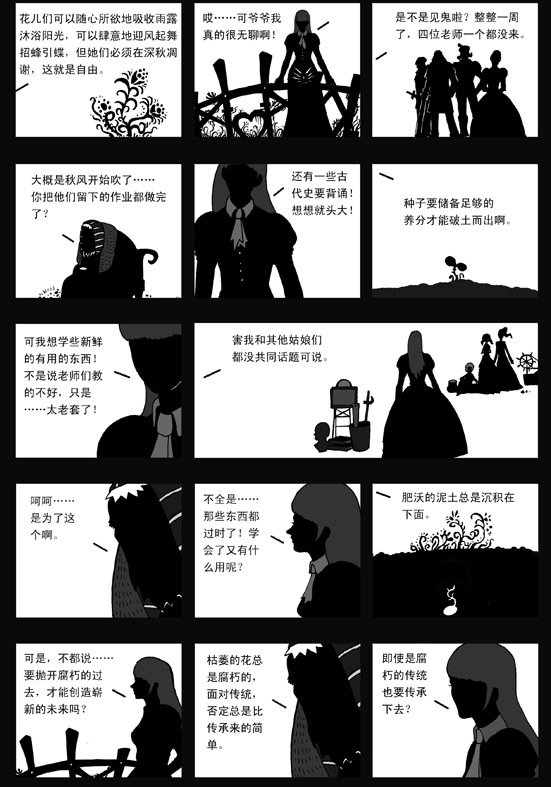 花儿们可以随心所欲地吸收雨露
沐浴阳光，可以肆意地迎风起舞
招蜂引蝶，但她们必须在深秋凋
谢，这就是自由。
哎……可爷爷我
真的很无聊啊！
是不是见鬼啦？整整一周
了，四位老师一个都没来。
大概是秋风开始吹了……
你把他们留下的作业都做完
了？
还有一些古
代史要背诵！
想想就头大！
种子要储备足够的
养分才能破土而出啊。
可我想学些新鲜
的有用的东西！
不是说老师们教
的不好，只是
……太老套了！
害我和其他姑娘们
都没共同话题可说。
呵呵……
是为了这
个啊。
不全是……
那些东西都
过时了！学
会了又有什
么用呢？
肥沃的泥土总是沉积在
下面。
可是，不都说……
要抛开腐朽的过
去，才能创造崭
新的未来吗？
枯萎的花总
是腐朽的，
面对传统，
否定总是比
传承来的简
单。
即使是腐
朽的传统
也要传承
下去？